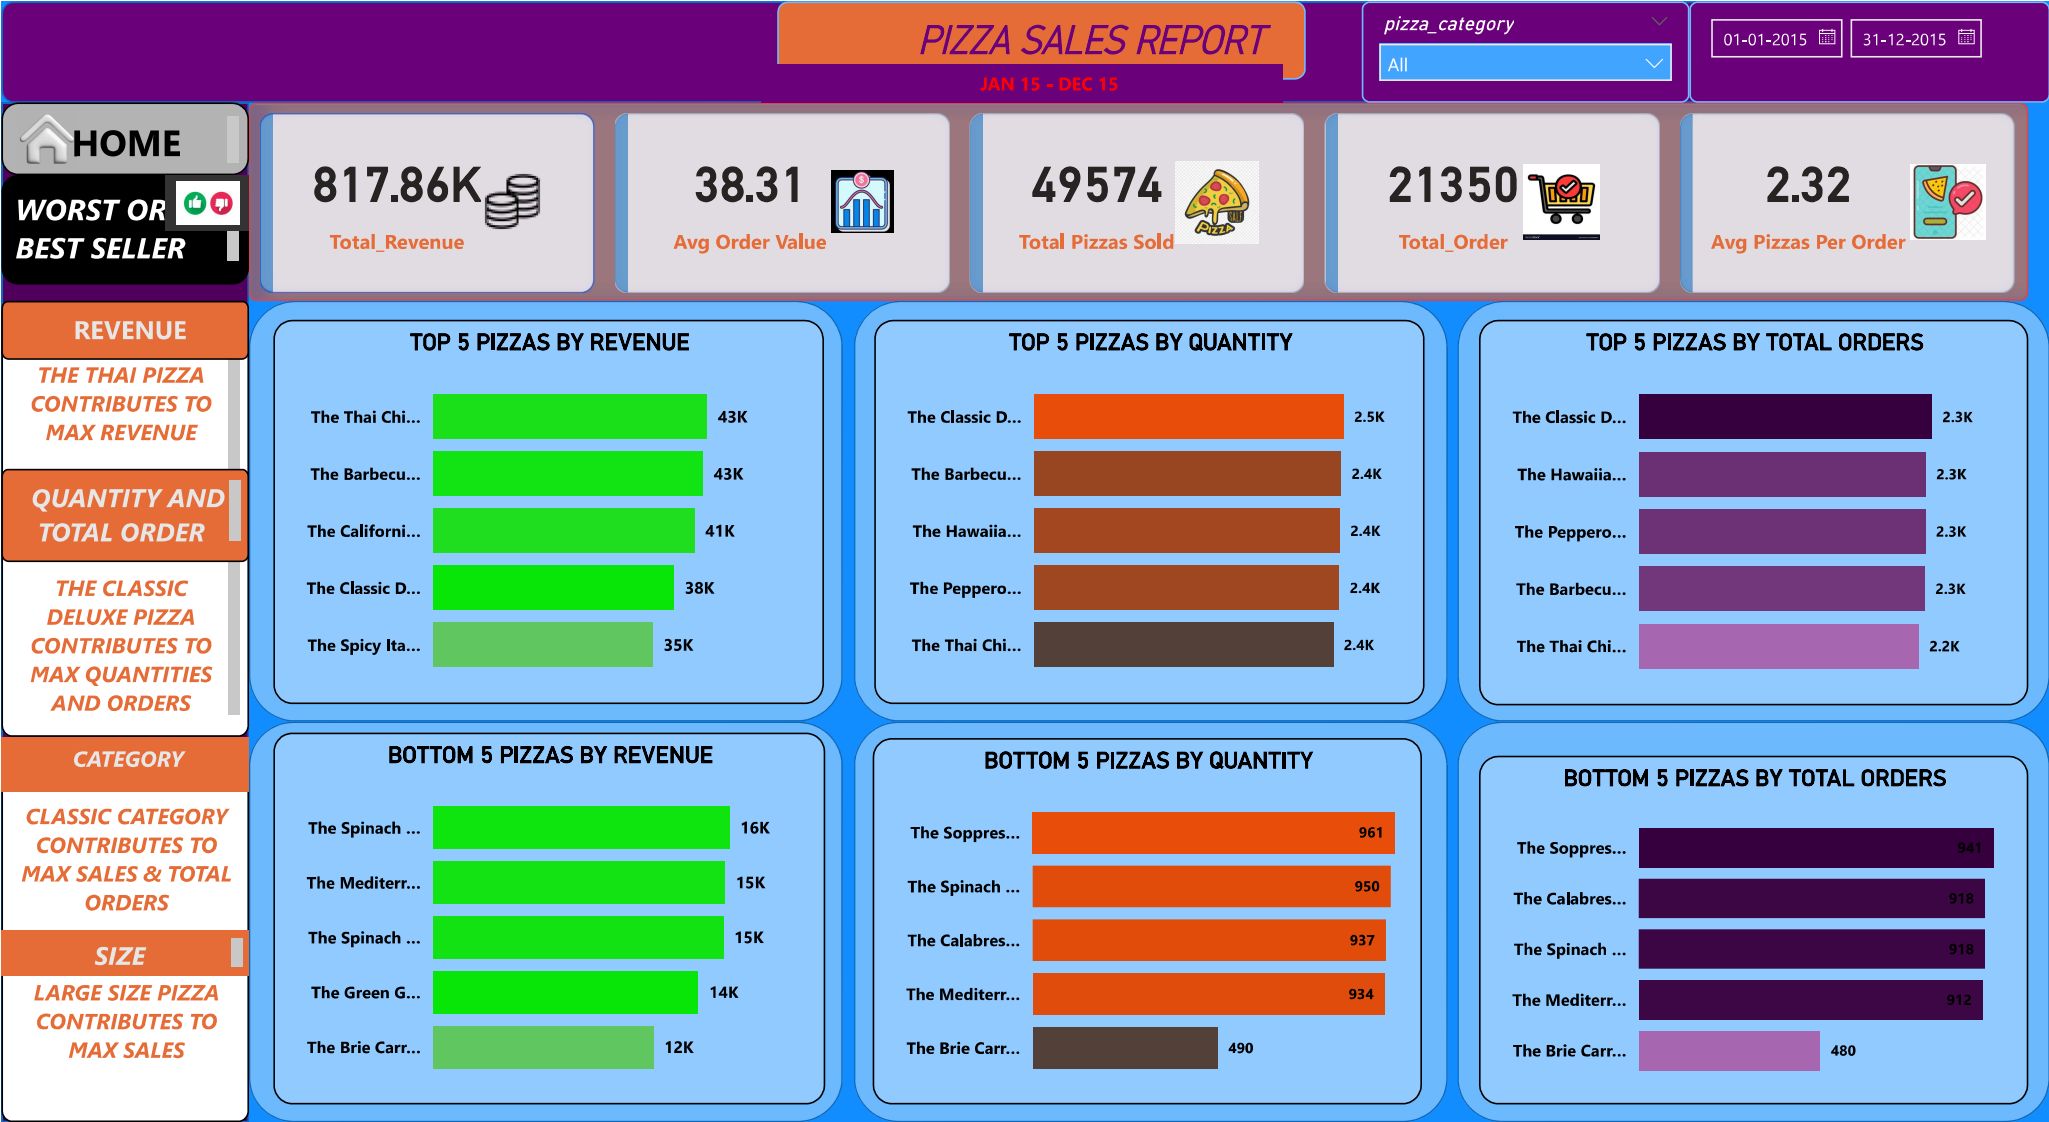 PIZZA SALES REPORT
JAN 15 - DEC 15
pizza_category
All
01-01-2015
31-12-2015
HOME
WORST OR
BEST SELLER
817.86K
Total_Revenue
38.31
Avg Order Value
49574
Total Pizzas Sold
PIZZA
21350
Total_Order
2.32
Avg Pizzas Per Order
REVENUE
THE THAI PIZZA
CONTRIBUTES TO
MAX REVENUE
QUANTITY AND
TOTAL ORDER
THE CLASSIC
DELUXE PIZZA
CONTRIBUTES TO
MAX QUANTITIES
AND ORDERS
CATEGORY
CLASSIC CATEGORY
CONTRIBUTES TO
MAX SALES & TOTAL
ORDERS
SIZE
LARGE SIZE PIZZA
CONTRIBUTES TO
MAX SALES
TOP 5 PIZZAS BY REVENUE
The Thai Chi... 43K
The Barbecu... 43K
The Californi... 41K
The Classic D... 38K
The Spicy Ita... 35K
TOP 5 PIZZAS BY QUANTITY
The Classic D... 2.5K
The Barbecu... 2.4K
The Hawaiia... 2.4K
The Peppero... 2.4K
The Thai Chi... 2.4K
TOP 5 PIZZAS BY TOTAL ORDERS
The Classic D... 2.3K
The Hawaiia... 2.3K
The Peppero... 2.3K
The Barbecu... 2.3K
The Thai Chi... 2.2K
BOTTOM 5 PIZZAS BY REVENUE
The Spinach ... 16K
The Mediterr... 15K
The Spinach ... 15K
The Green G... 14K
The Brie Carr... 12K
BOTTOM 5 PIZZAS BY QUANTITY
The Soppres... 961
The Spinach ... 950
The Calabres... 937
The Mediterr... 934
The Brie Carr... 490
BOTTOM 5 PIZZAS BY TOTAL ORDERS
The Soppres... 941
The Calabres... 918
The Spinach ... 918
The Mediterr... 912
The Brie Carr... 480